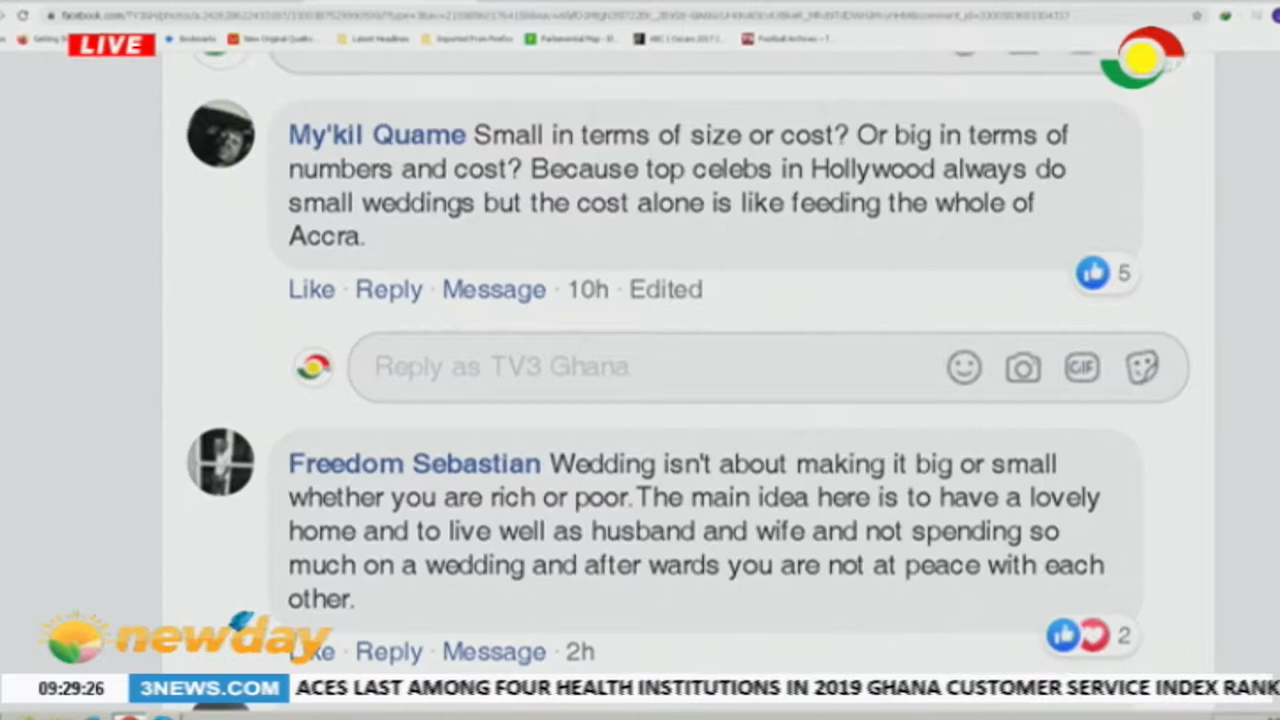 LIVE
My'kil Quame Small in terms of size or cost? Or big in terms of
numbers and cost? Because top celebs in Hollywood always do
small weddings but the cost alone is like feeding the whole of
Accra.
5
Like · Reply · Message · 10h · Edited
Reply as TV3 Ghana
GIF
Freedom Sebastian Wedding isn't about making it big or small
whether you are rich or poor.The main idea here is to have a lovely
home and to live well as husband and wife and not spending so
much on a wedding and after wards you are not at peace with each
other.
2
Like · Reply · Message · 2h
newday
09:29:26 3NEWS.COM ACES LAST AMONG FOUR HEALTH INSTITUTIONS IN 2019 GHANA CUSTOMER SERVICE INDEX RANK